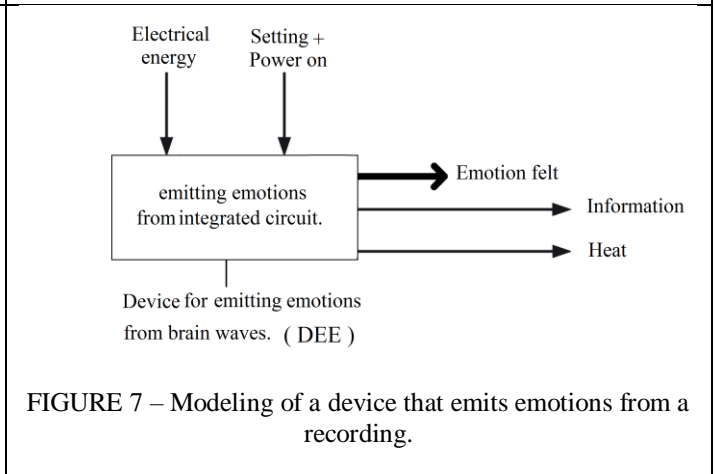 Electrical
energy
Setting +
Power on
emitting emotions
from integrated circuit.
Emotion felt
Information
Heat
Device for emitting emotions
from brain waves. ( DEE )
FIGURE 7 – Modeling of a device that emits emotions from a
recording.